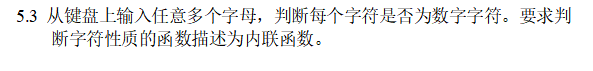 5.3 从键盘上输入任意多个字母，判断每个字符是否为数字字符。要求判
断字符性质的函数描述为内联函数。